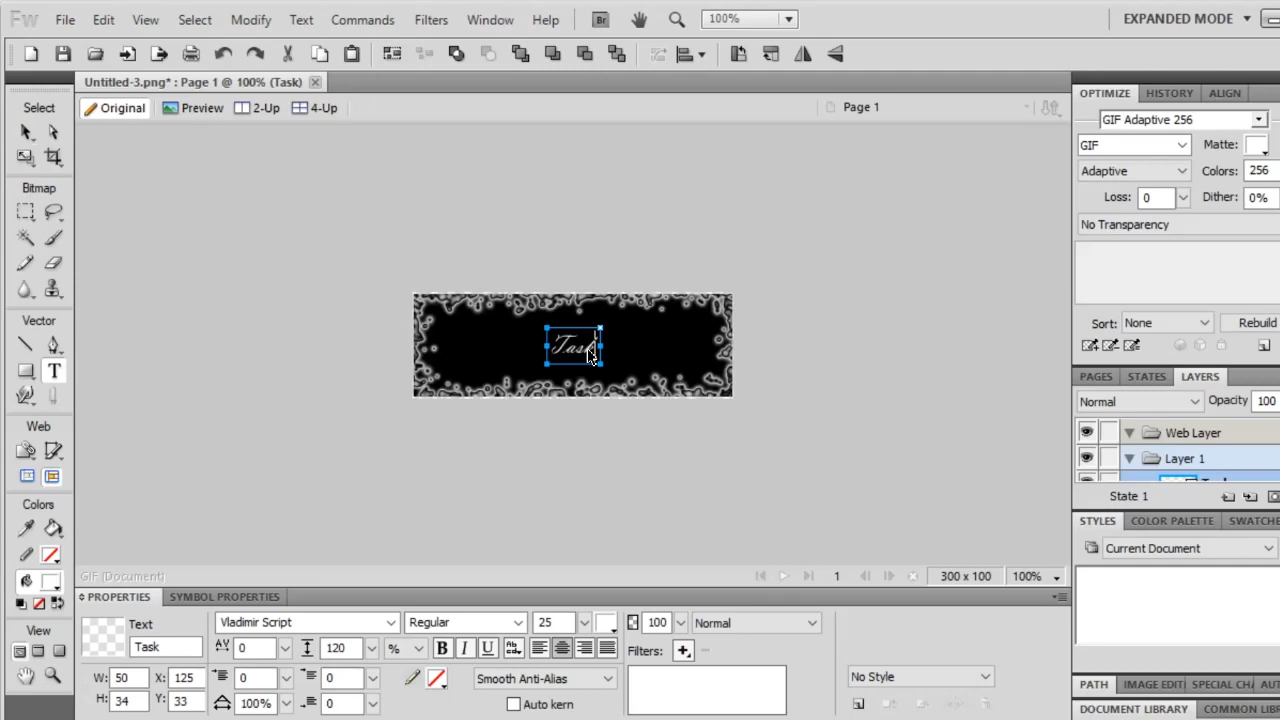 Fw File Edit View Select Modify Text Commands Filters Window Help Br 100% EXPANDED MODE
Untitled-3.png* : Page 1 @ 100% (Task)
Original Preview 2-Up 4-Up Page 1
Select
Bitmap
Vector
Web
Colors
View
Task
GIF (Document) 1 300 x 100 100%
PROPERTIES SYMBOL PROPERTIES
Text
Task
W: 50 X: 125
H: 34 Y: 33
Vladimir Script Regular 25
0 120 %
0 0
100% 0
Smooth Anti-Alias
Auto kern
100 Normal
Filters:
No Style
OPTIMIZE HISTORY ALIGN
GIF Adaptive 256
GIF Matte:
Adaptive Colors: 256
Loss: 0 Dither: 0%
No Transparency
Sort: None Rebuild
PAGES STATES LAYERS
Normal Opacity 100
Web Layer
Layer 1
State 1
STYLES COLOR PALETTE SWATCHE
Current Document
PATH IMAGE EDIT SPECIAL CHA AUT
DOCUMENT LIBRARY COMMON LIBR